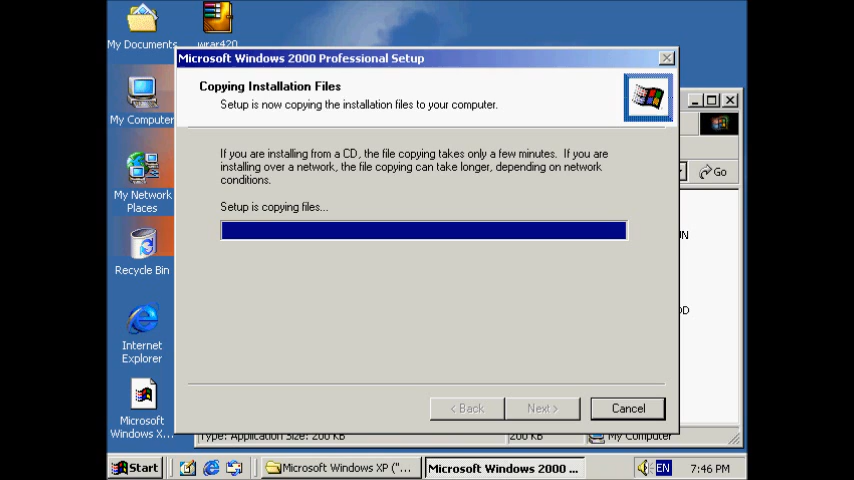 My Documents
wrar420
Microsoft Windows 2000 Professional Setup
Copying Installation Files
Setup is now copying the installation files to your computer.
My Computer
Go
If you are installing from a CD, the file copying takes only a few minutes. If you are
installing over a network, the file copying can take longer, depending on network
conditions.
My Network
Places
Setup is copying files...
Recycle Bin
Internet
Explorer
< Back
Next >
Cancel
Microsoft
Windows X...
Type: Application Size: 200 KB
200 KB
My Computer
Start
Microsoft Windows XP ("...
Microsoft Windows 2000 ...
EN
7:46 PM